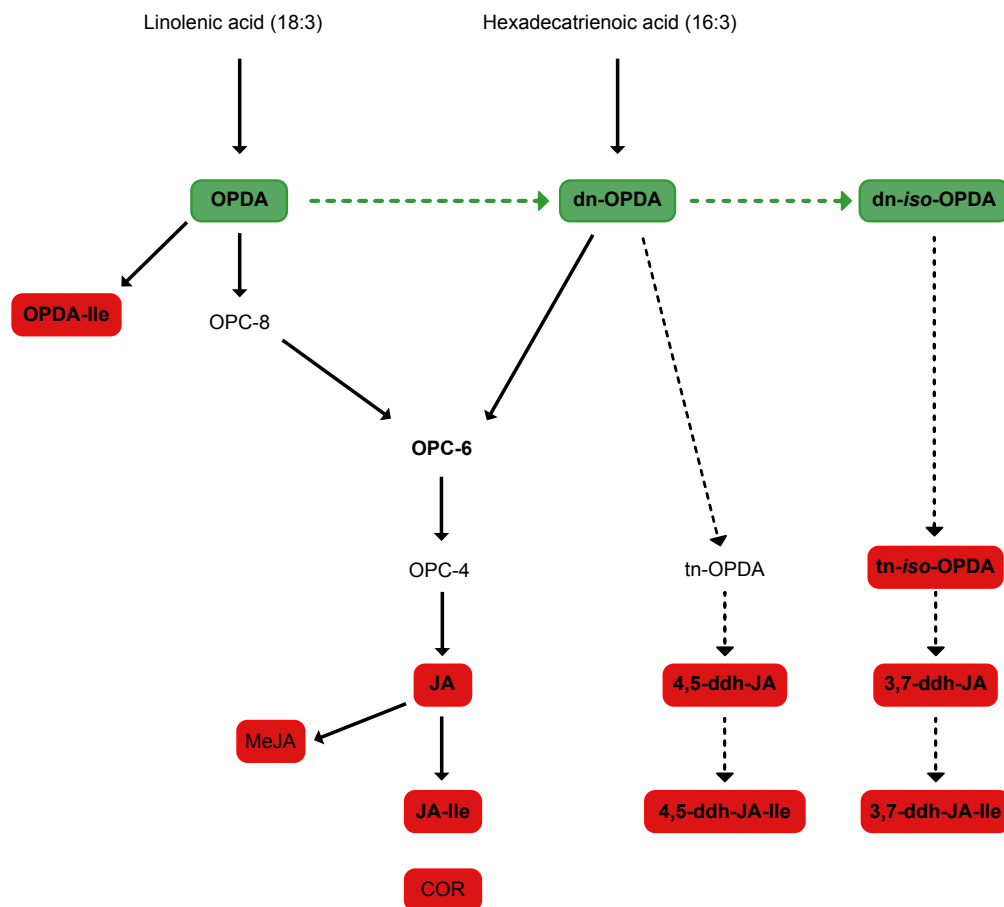 Linolenic acid (18:3)
Hexadecatrienoic acid (16:3)
OPDA
dn-OPDA
dn-iso-OPDA
OPDA-Ile
OPC-8
OPC-6
OPC-4
tn-OPDA
tn-iso-OPDA
JA
4,5-ddh-JA
3,7-ddh-JA
MeJA
JA-Ile
4,5-ddh-JA-Ile
3,7-ddh-JA-Ile
COR